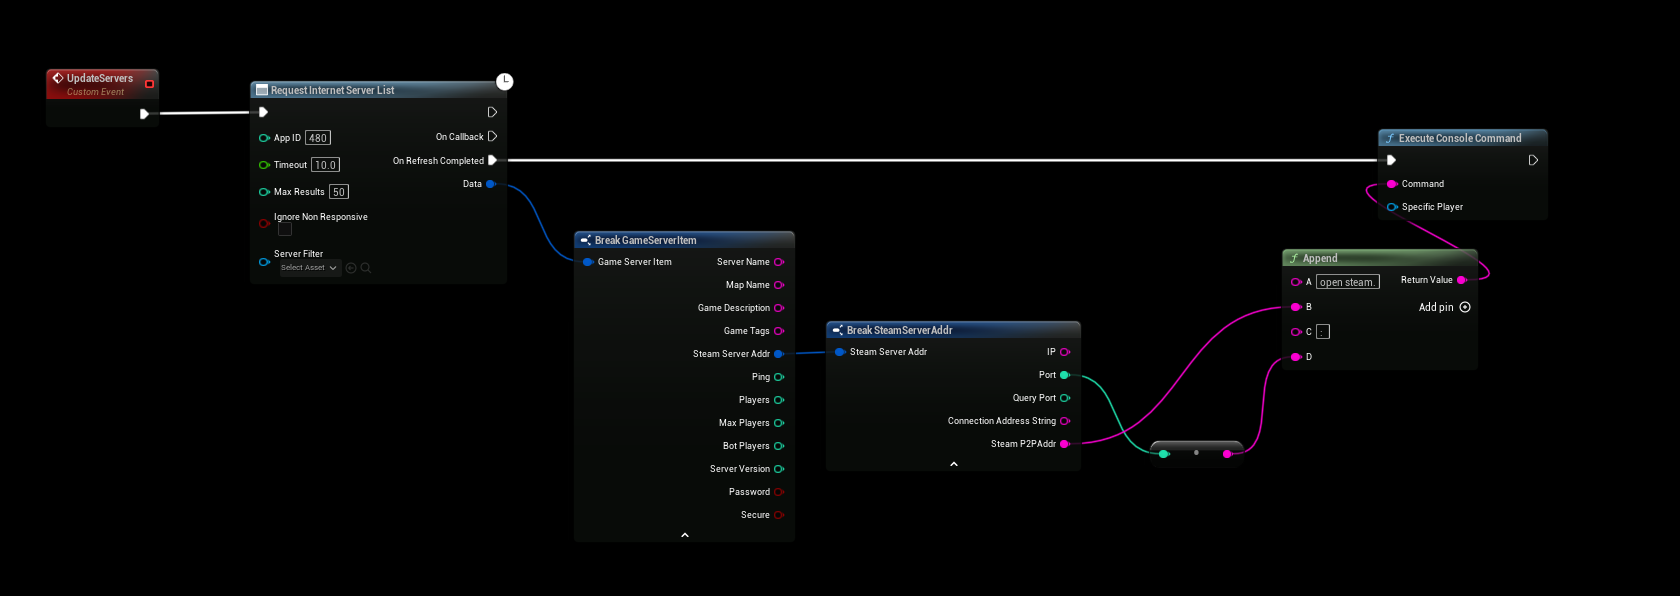 UpdateServers
Custom Event
Request Internet Server List
App ID 480
On Callback
Timeout 10.0
On Refresh Completed
Max Results 50
Data
Ignore Non Responsive
Server Filter
Select Asset
Break GameServerItem
Game Server Item
Server Name
Map Name
Game Description
Game Tags
Steam Server Addr
Ping
Players
Max Players
Bot Players
Server Version
Password
Secure
Break SteamServerAddr
Steam Server Addr
IP
Port
Query Port
Connection Address String
Steam P2PAddr
Append
A open steam.
Return Value
B
Add pin
C :
D
f Execute Console Command
Command
Specific Player